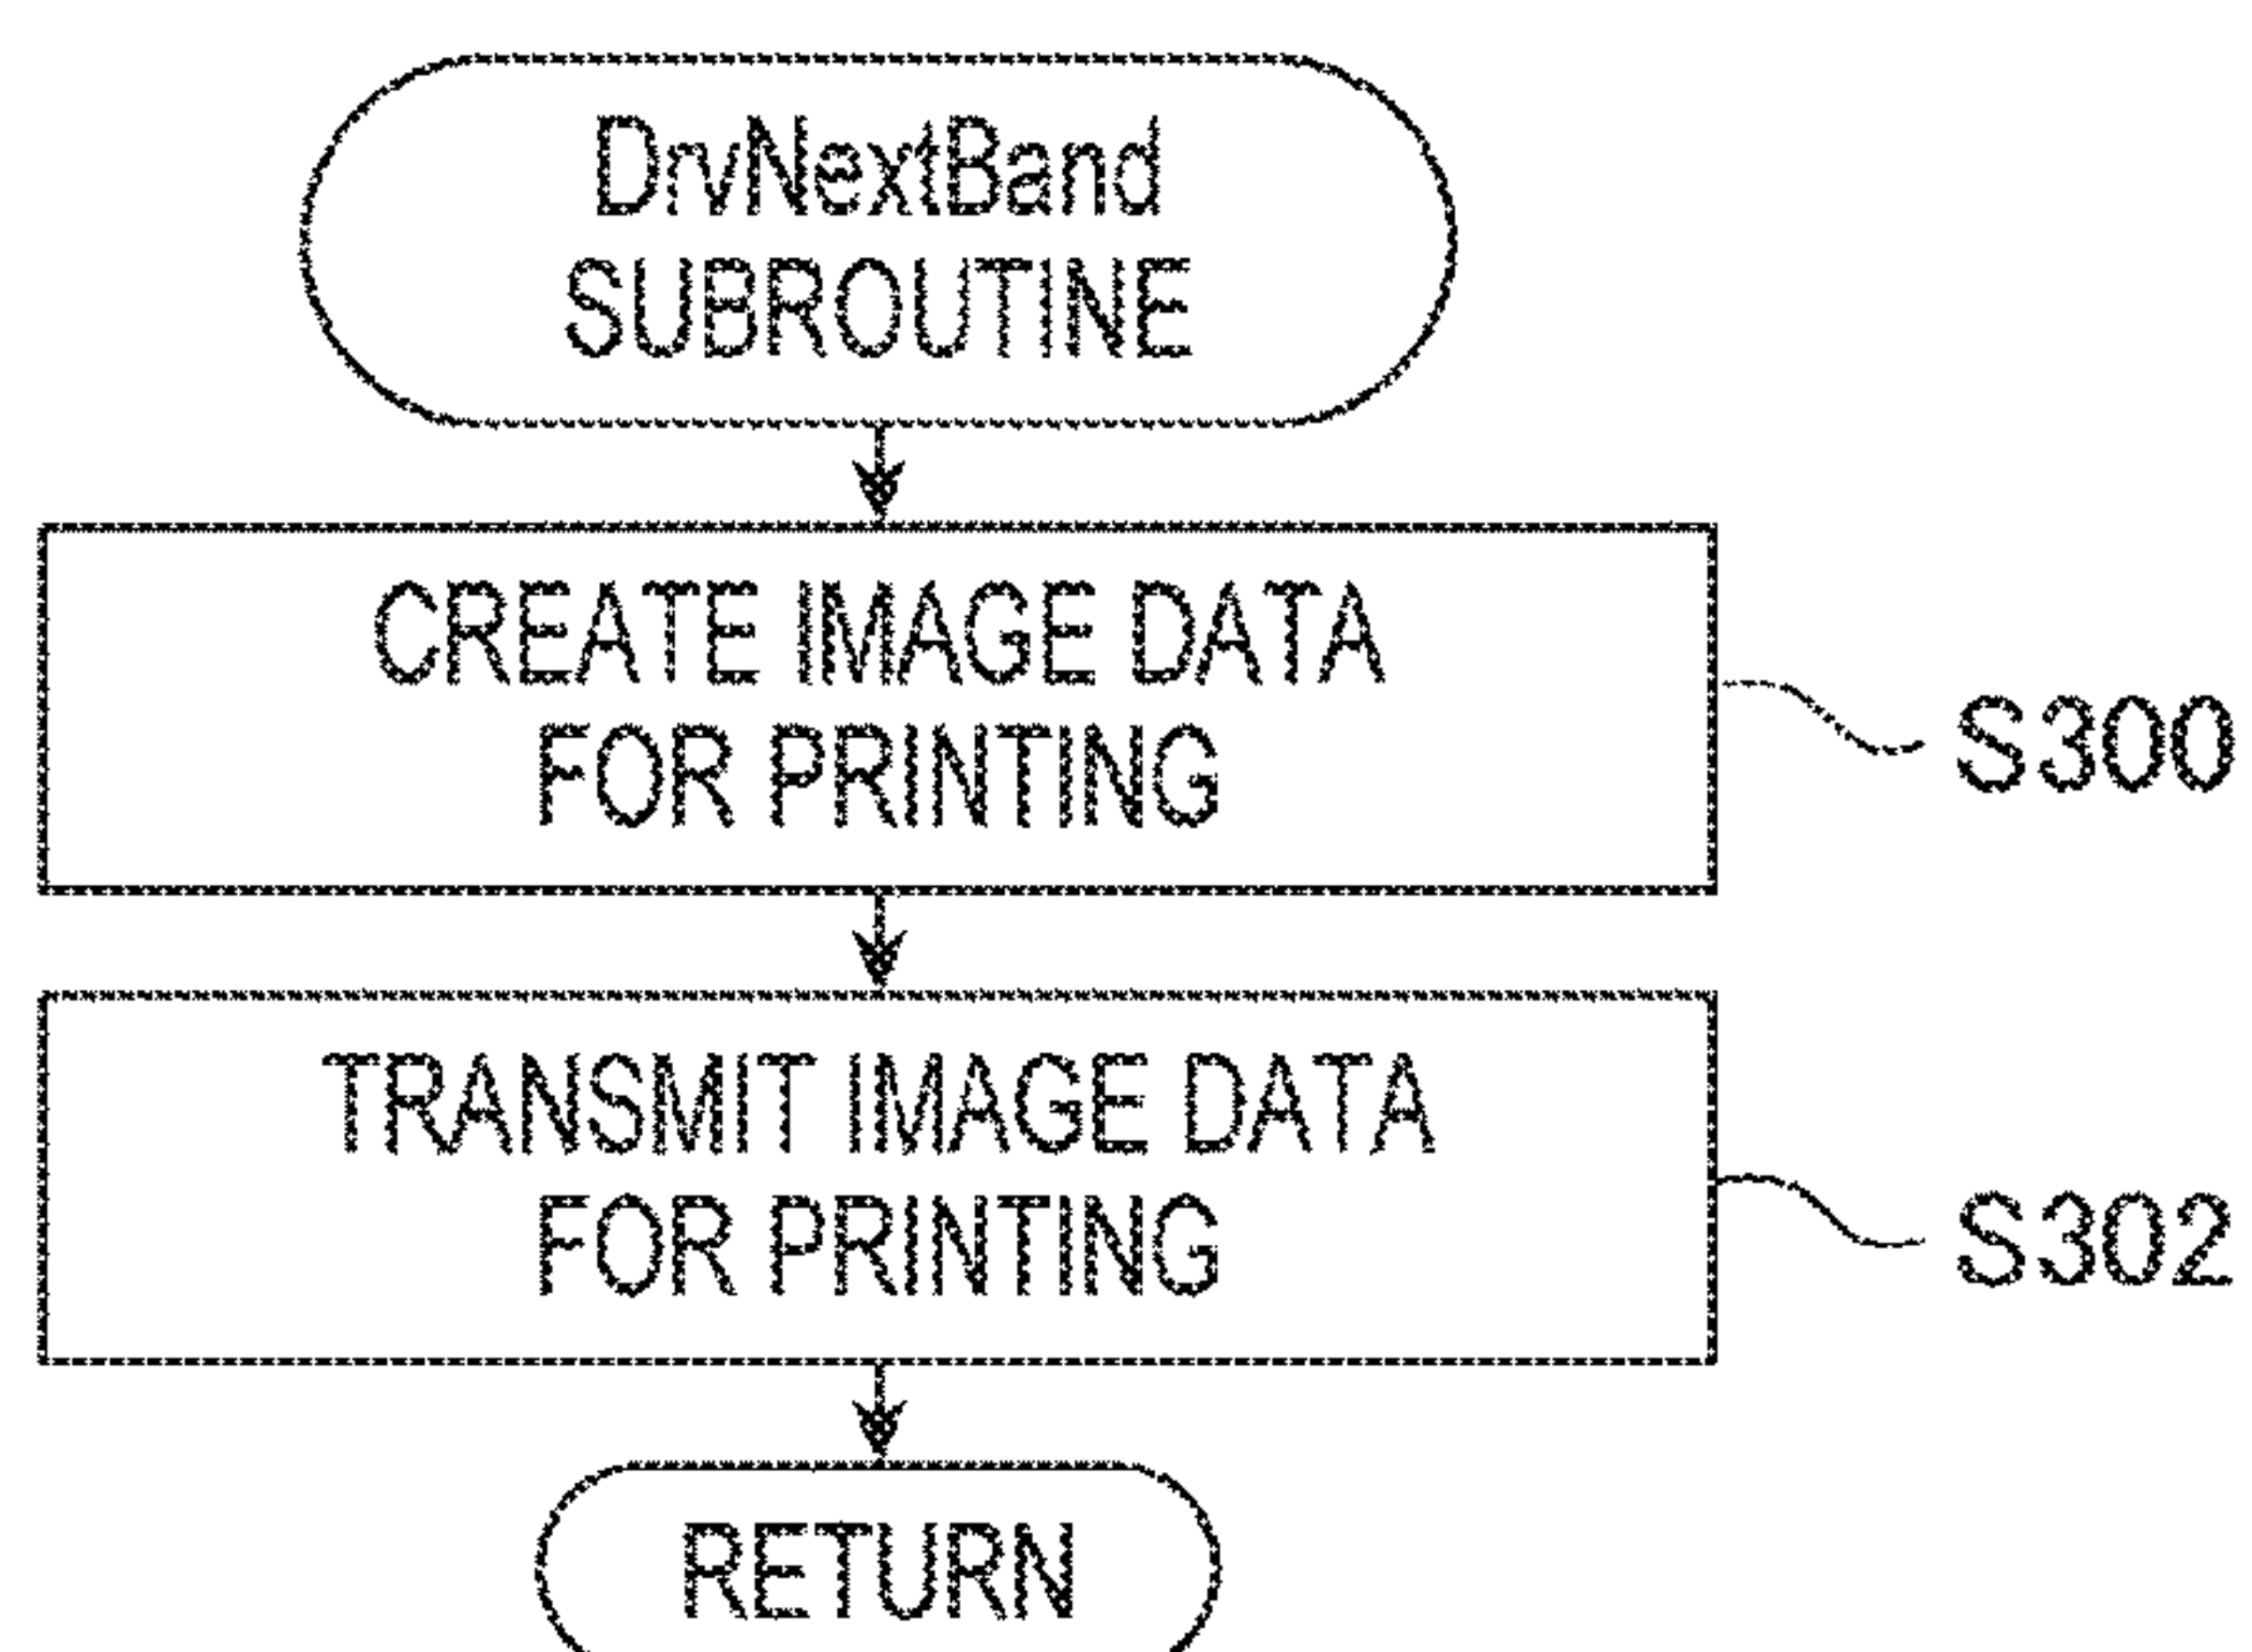 DrvNextBand
SUBROUTINE
CREATE IMAGE DATA
FOR PRINTING
S300
TRANSMIT IMAGE DATA
FOR PRINTING
S302
RETURN